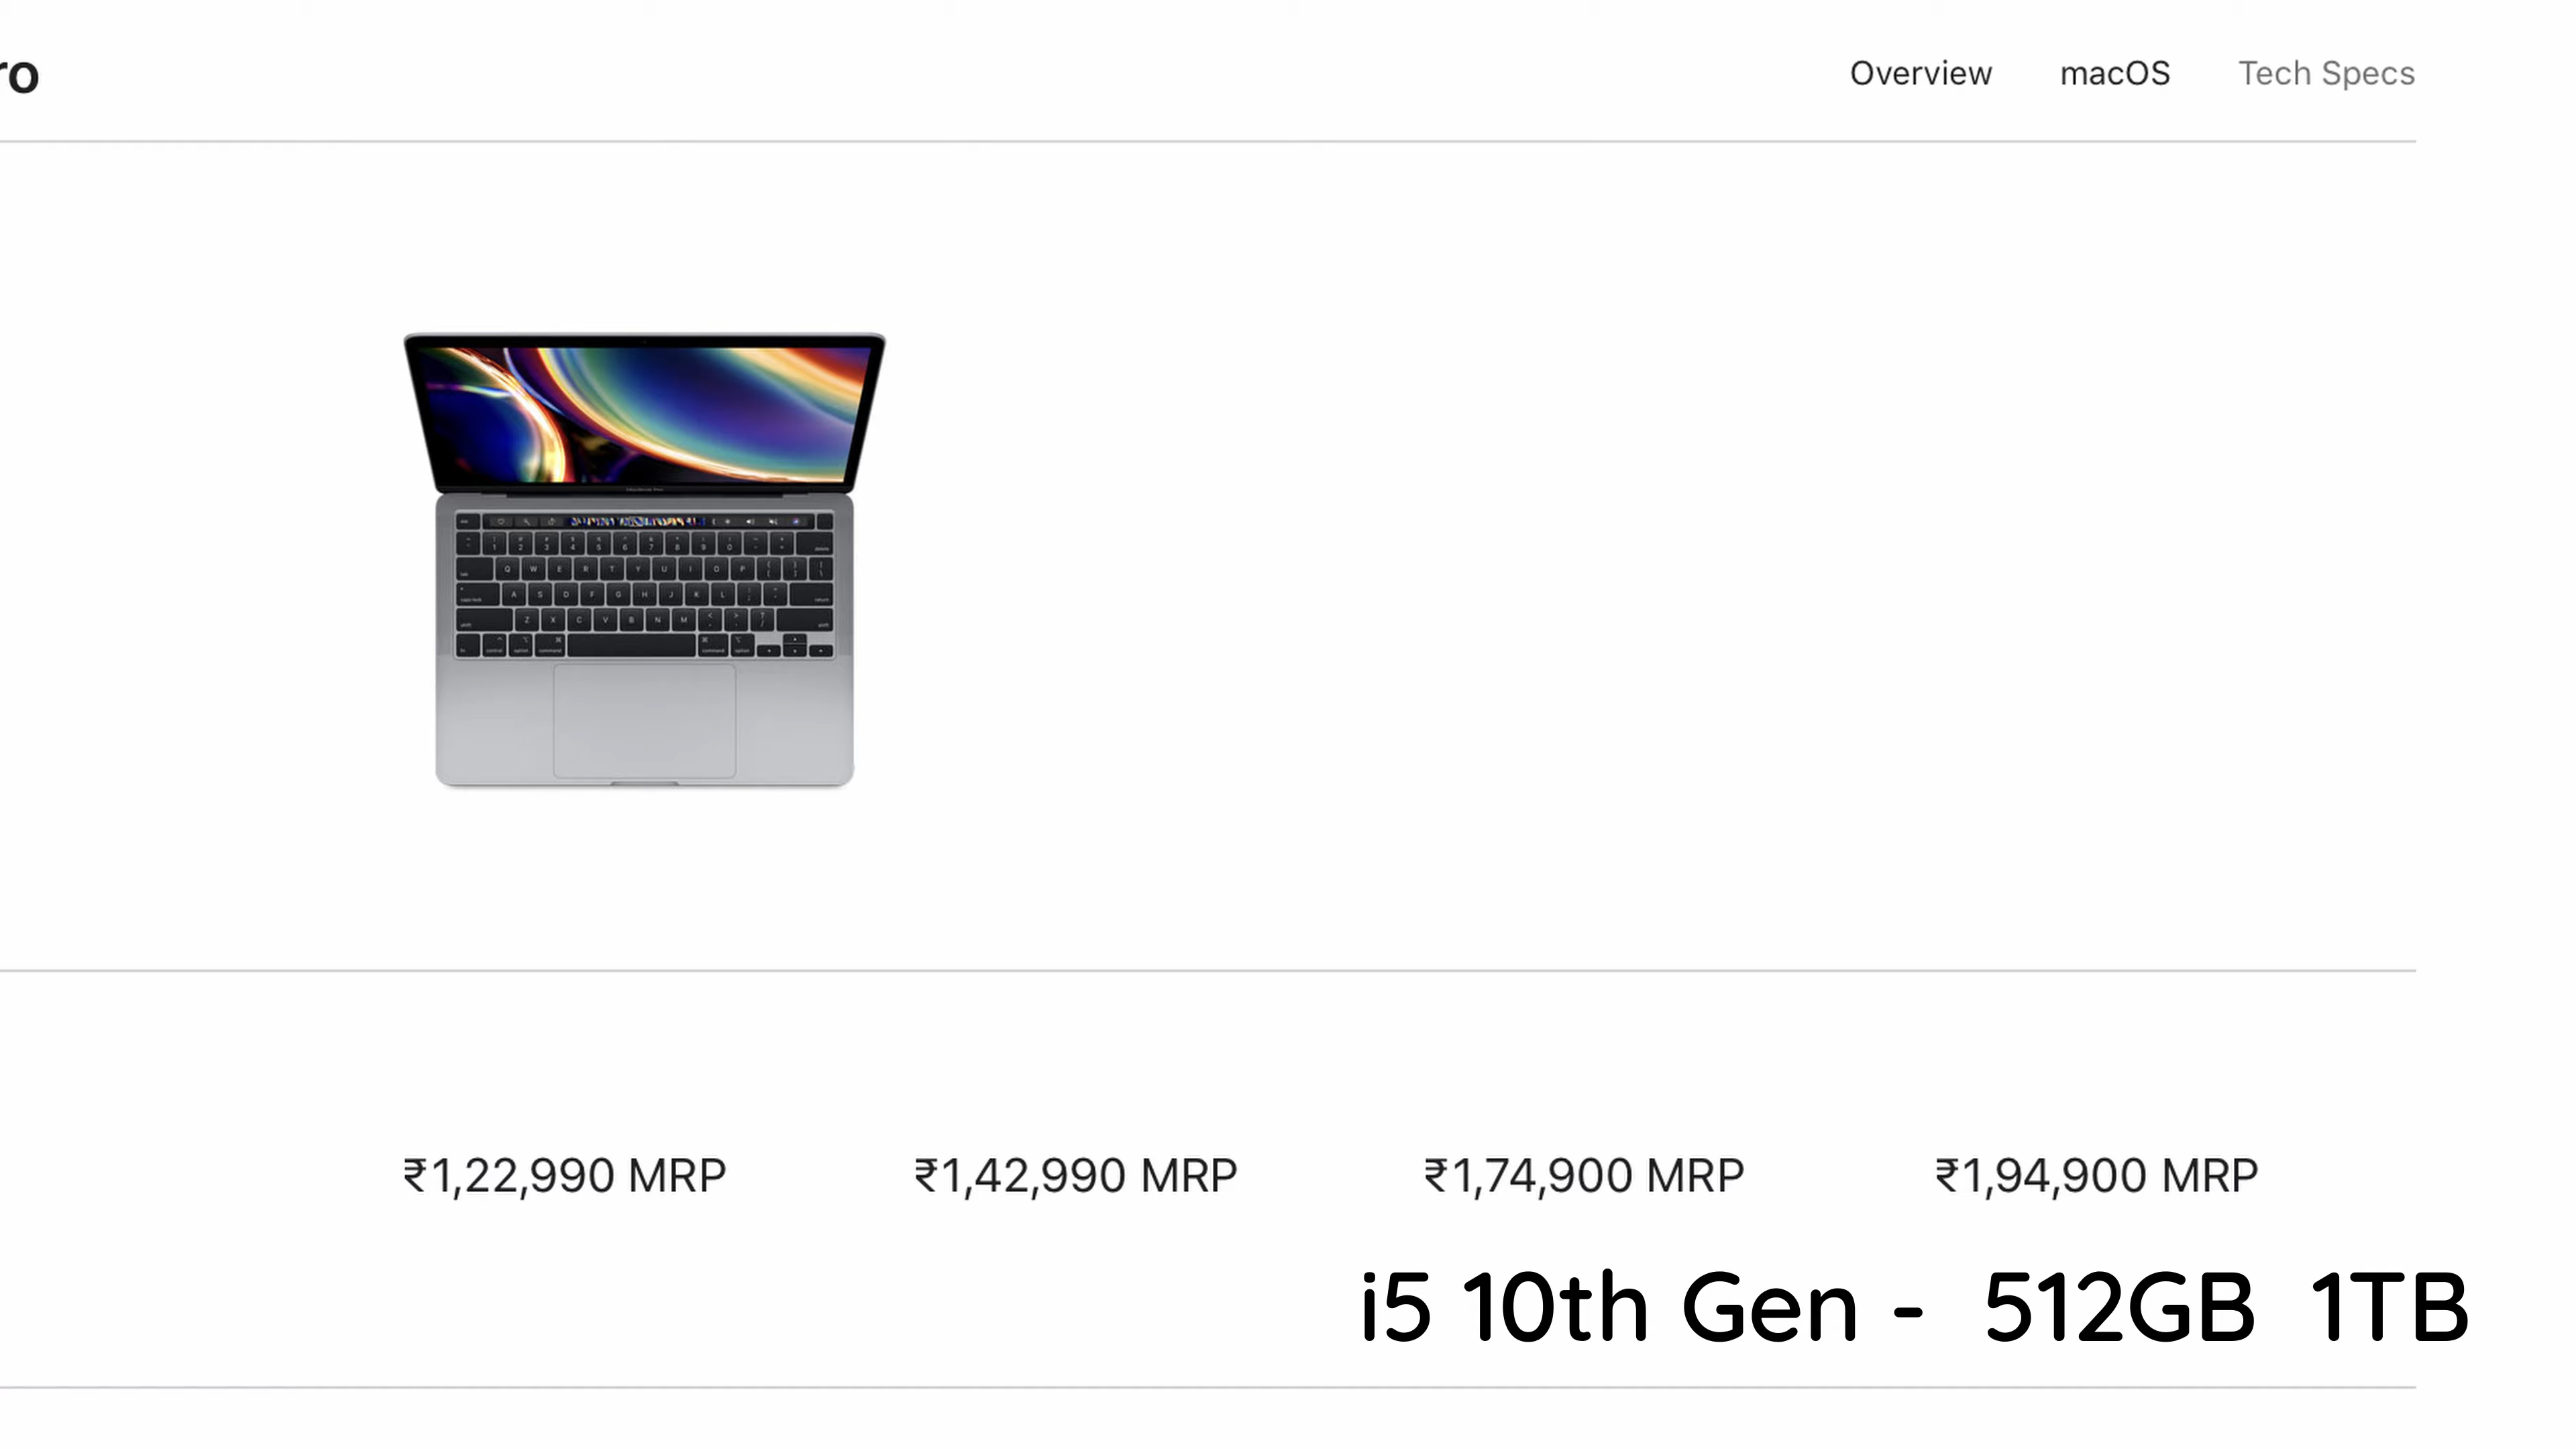 ro
Overview macOS Tech Specs
₹1,22,990 MRP ₹1,42,990 MRP ₹1,74,900 MRP ₹1,94,900 MRP
i5 10th Gen - 512GB 1TB